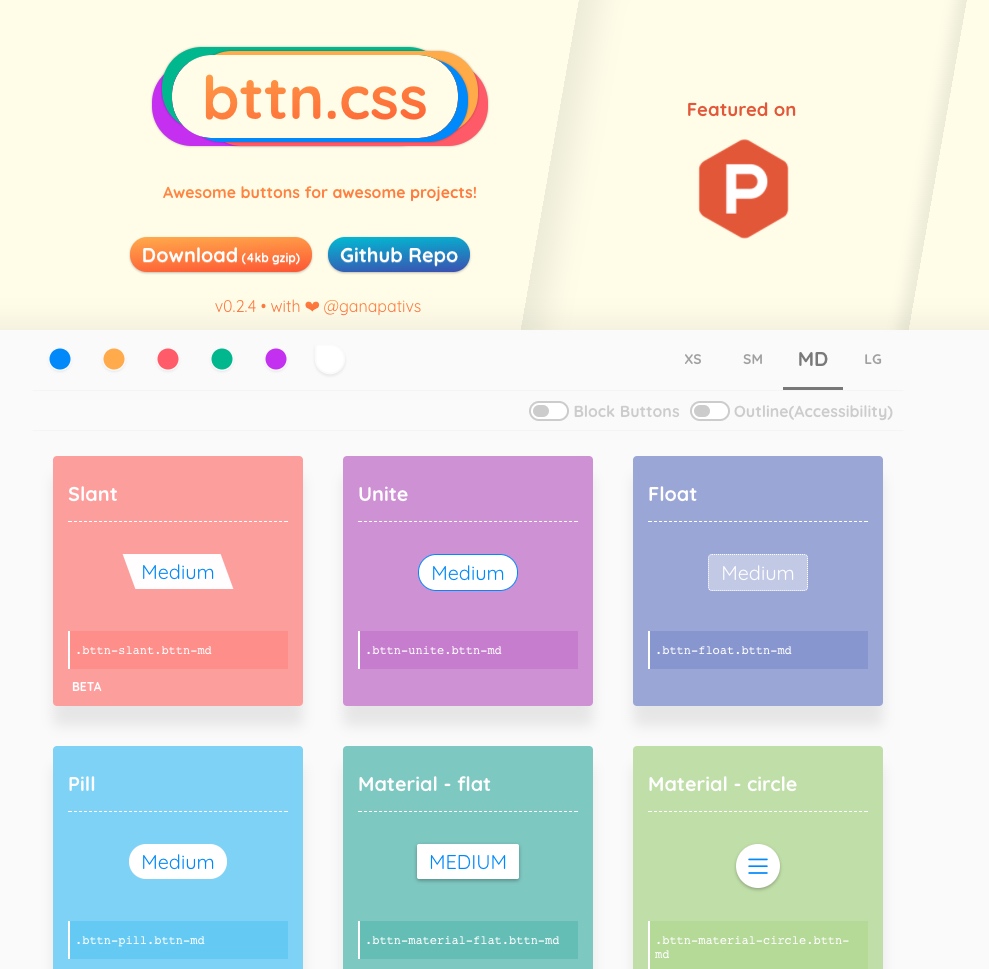 bttn.css
Featured on
P
Awesome buttons for awesome projects!
Download (4kb gzip)
Github Repo
v0.2.4 • with ❤ @ganapativs
XS
SM
MD
LG
Block Buttons
Outline(Accessibility)
Slant
Unite
Float
Medium
Medium
Medium
.bttn-slant.bttn-md
.bttn-unite.bttn-md
.bttn-float.bttn-md
BETA
Pill
Material - flat
Material - circle
Medium
MEDIUM
.bttn-pill.bttn-md
.bttn-material-flat.bttn-md
.bttn-material-circle.bttn-
md